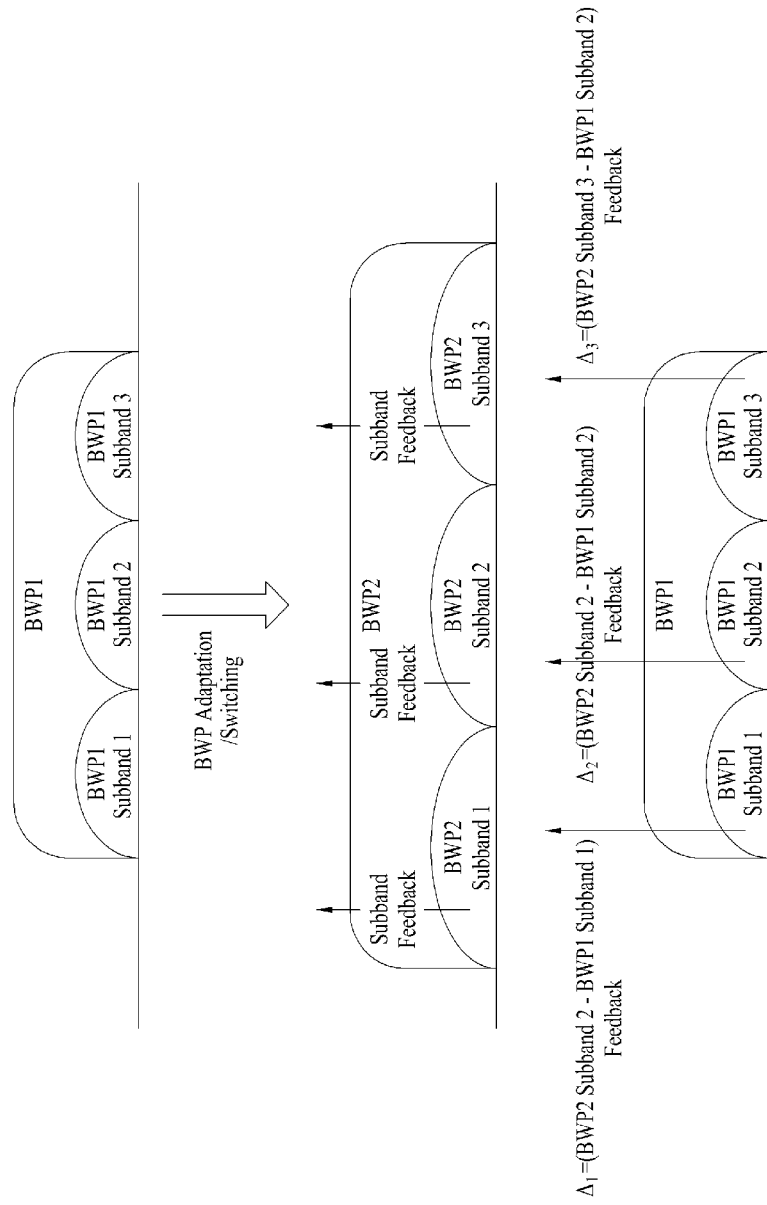 BWP1
BWP1
Subband 1
BWP1
Subband 2
BWP1
Subband 3
BWP Adaptation
/Switching
Subband
Feedback
Subband
Feedback
Subband
Feedback
BWP2
BWP2
Subband 1
BWP2
Subband 2
BWP2
Subband 3
Δ₁=(BWP2 Subband 2 - BWP1 Subband 1)
Feedback
Δ₂=(BWP2 Subband 2 - BWP1 Subband 2)
Feedback
Δ₃=(BWP2 Subband 3 - BWP1 Subband 2)
Feedback
BWP1
BWP1
Subband 1
BWP1
Subband 2
BWP1
Subband 3